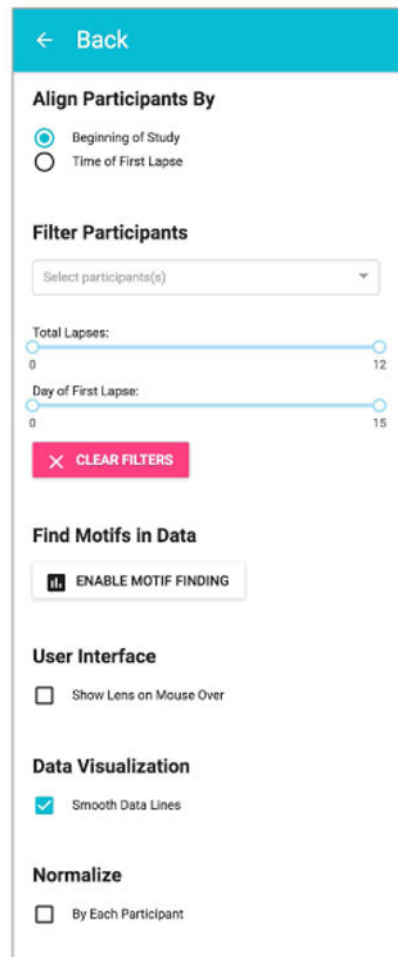 Back
Align Participants By
Beginning of Study
Time of First Lapse
Filter Participants
Select participants(s)
Total Lapses:
0 12
Day of First Lapse:
0 15
CLEAR FILTERS
Find Motifs in Data
ENABLE MOTIF FINDING
User Interface
Show Lens on Mouse Over
Data Visualization
Smooth Data Lines
Normalize
By Each Participant